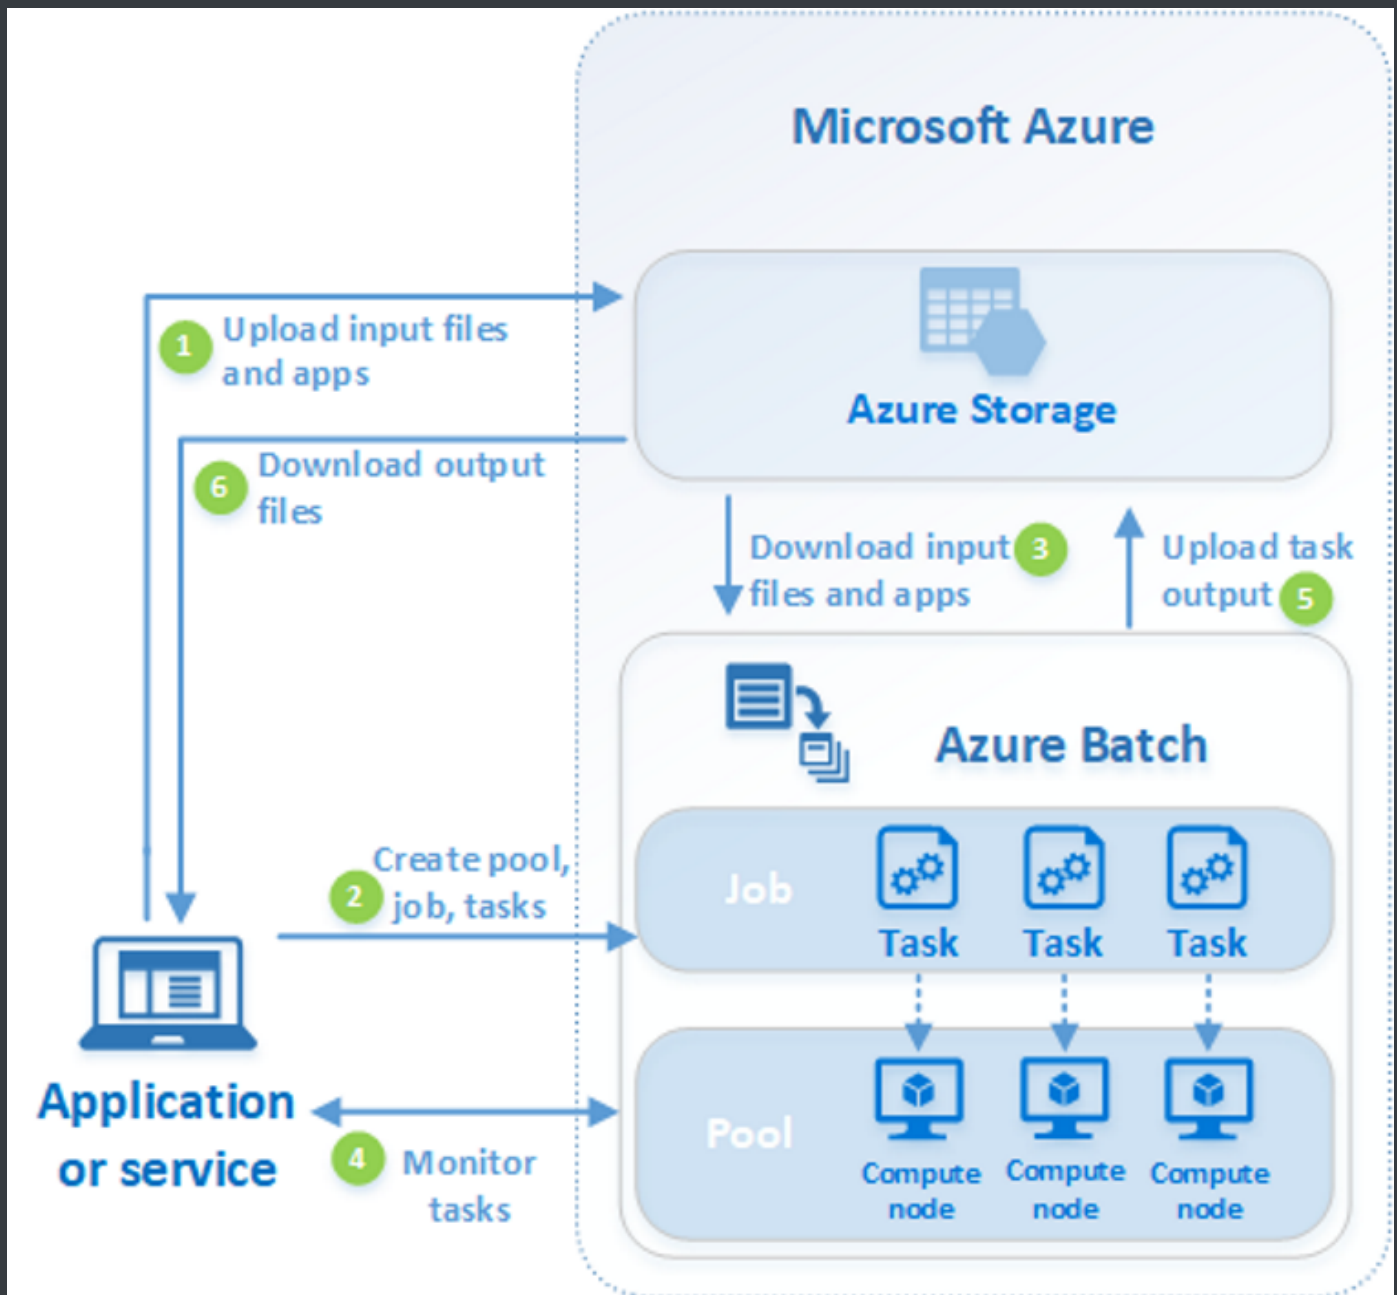 Microsoft Azure
1
Upload input files
and apps
Azure Storage
6
Download output
files
Download input
files and apps
3
Upload task
output
5
Azure Batch
2
Create pool,
job, tasks
Job
Task
Task
Task
Application
or service
4
Monitor
tasks
Pool
Compute
node
Compute
node
Compute
node